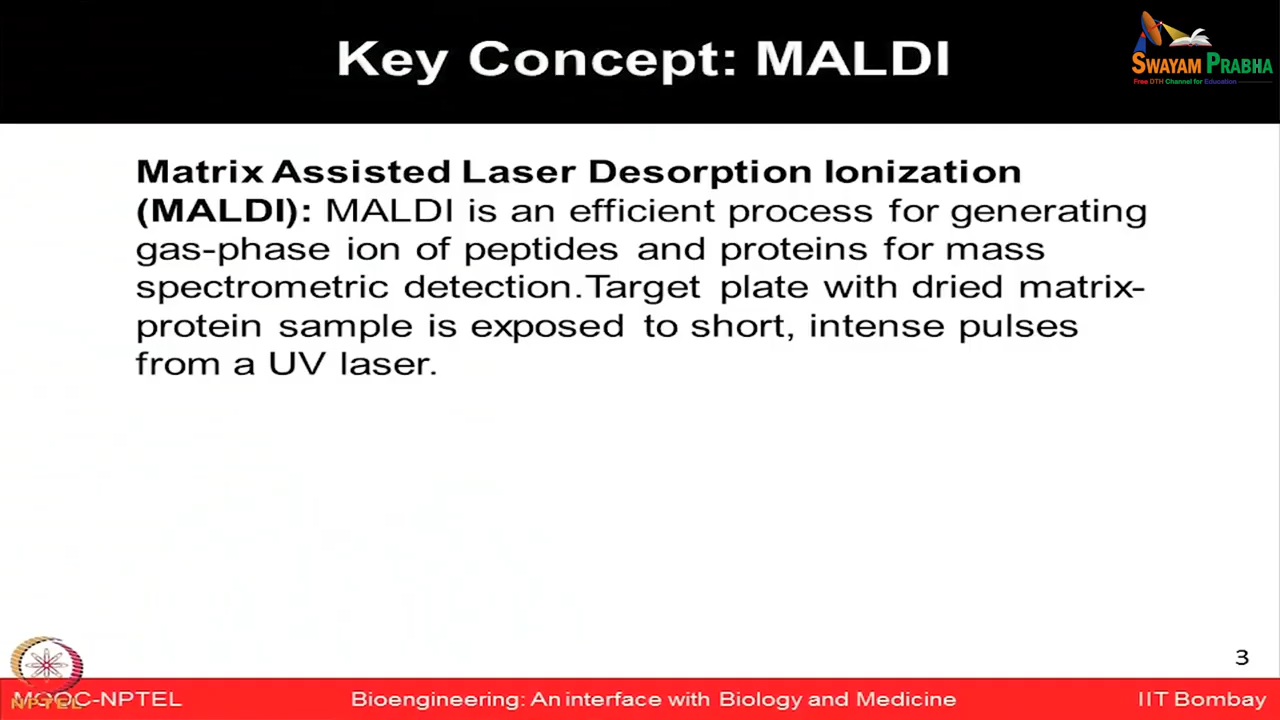 Key Concept: MALDI
SWAYAM PRABHA
Free DTH Channel for Education
Matrix Assisted Laser Desorption Ionization
(MALDI): MALDI is an efficient process for generating
gas-phase ion of peptides and proteins for mass
spectrometric detection.Target plate with dried matrix-
protein sample is exposed to short, intense pulses
from a UV laser.
3
MOOC-NPTEL
NPTEL
Bioengineering: An interface with Biology and Medicine
IIT Bombay